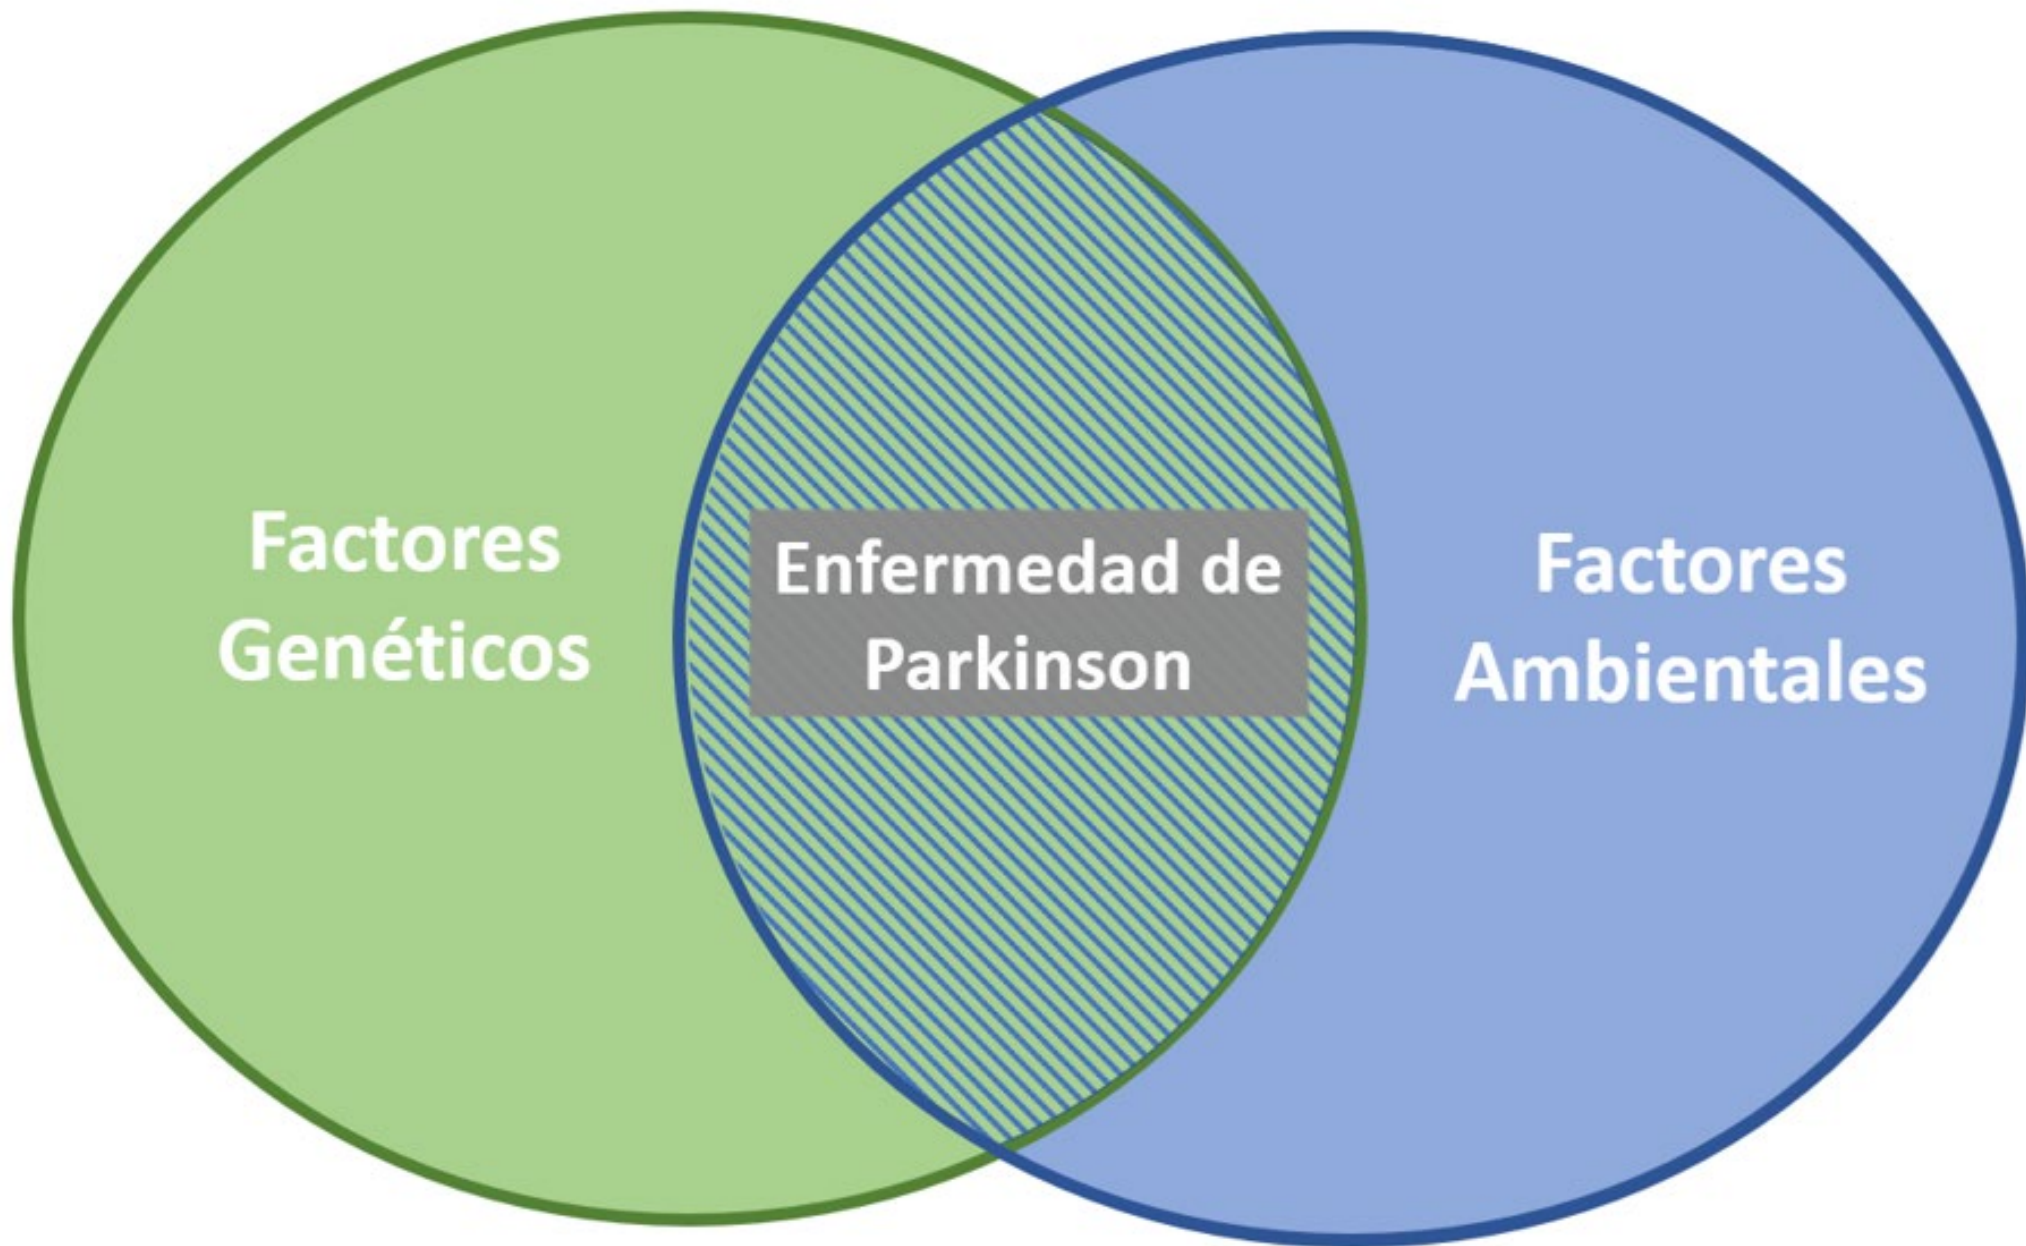 Factores
Genéticos
Enfermedad de
Parkinson
Factores
Ambientales